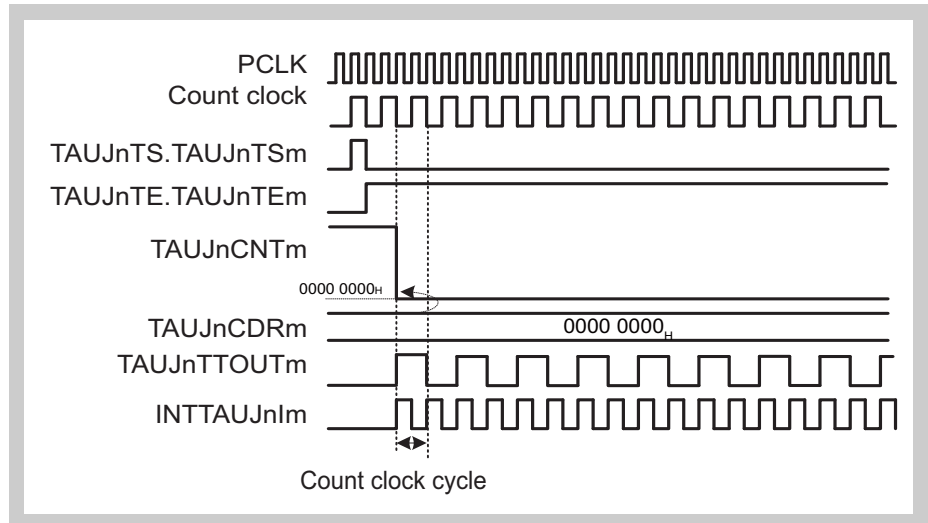 PCLK
Count clock
TAUJnTS.TAUJnTSm
TAUJnTE.TAUJnTEm
TAUJnCNTm
0000 0000H
TAUJnCDRm
0000 0000H
TAUJnTTOUTm
INTTAUJnIm
Count clock cycle